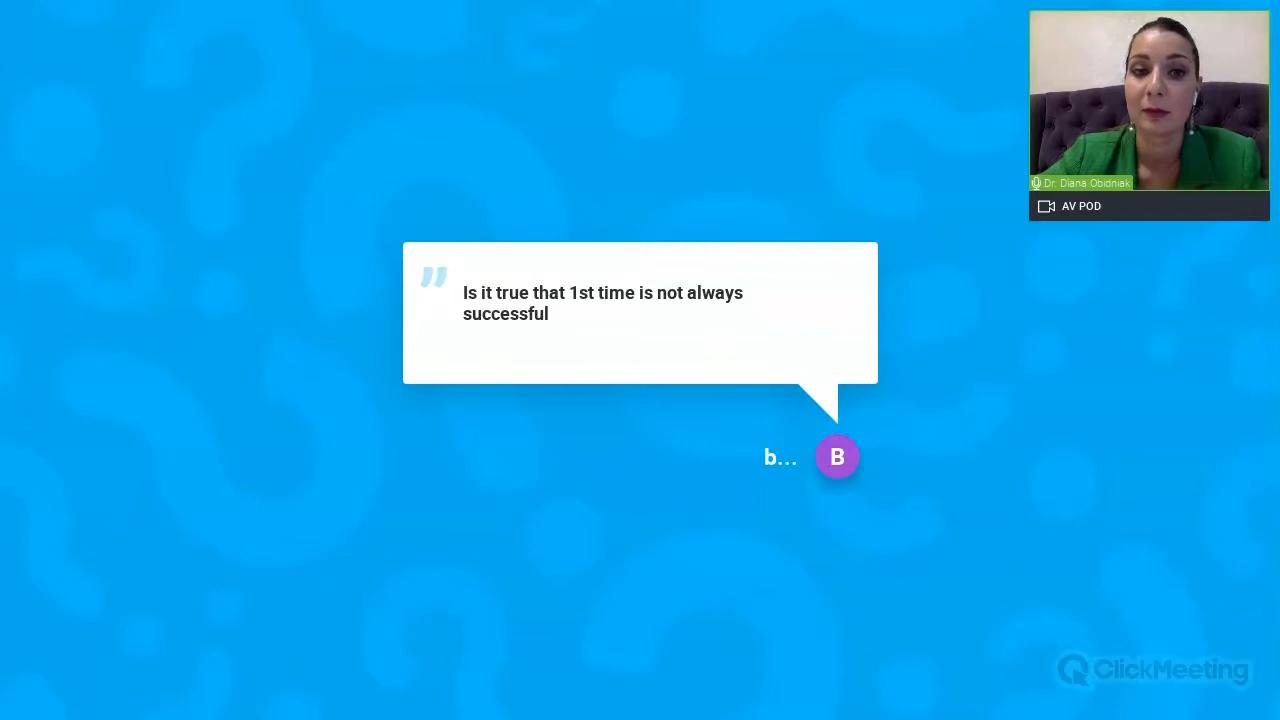 Dr. Diana Obidniak
AV POD
Is it true that 1st time is not always
successful
b...
B
ClickMeeting